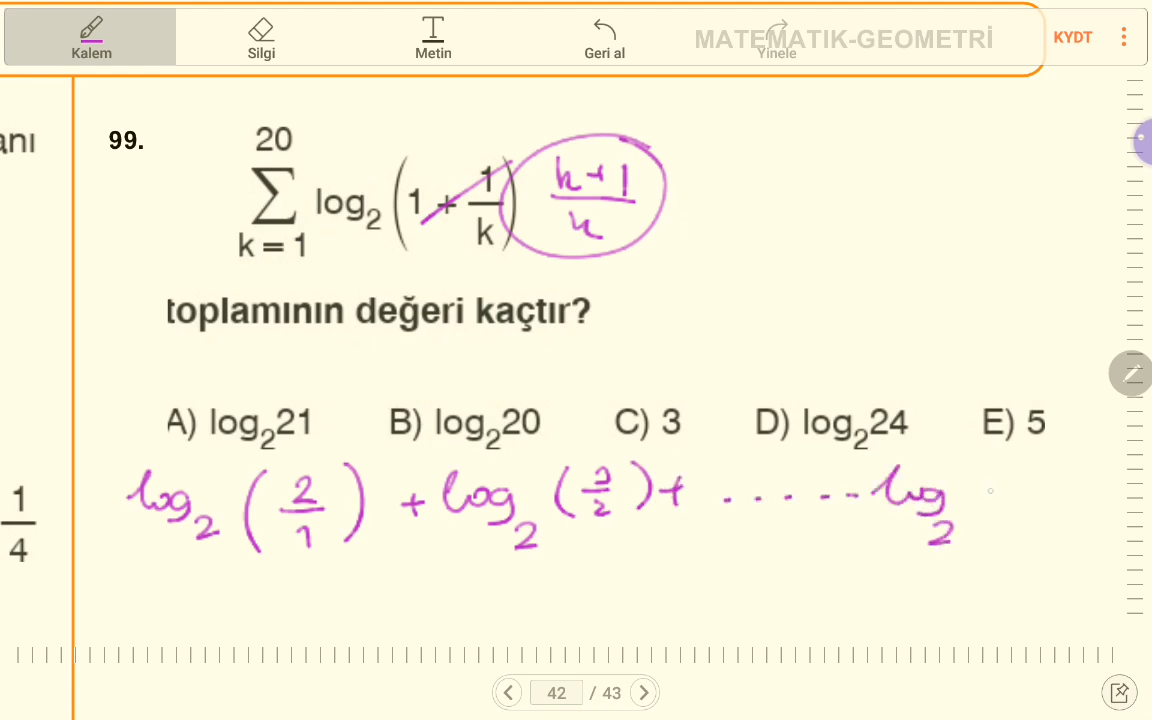 Kalem Silgi Metin Geri al Yinele MATEMATİK-GEOMETRİ KYDT
anı
99.
20
∑ log₂ (1 + 1/k) k+1/k
k = 1
toplamının değeri kaçtır?
A) log₂21 B) log₂20 C) 3 D) log₂24 E) 5
log₂ (2/1) + log₂ (3/2) + ...... log₂
1/4
42 / 43